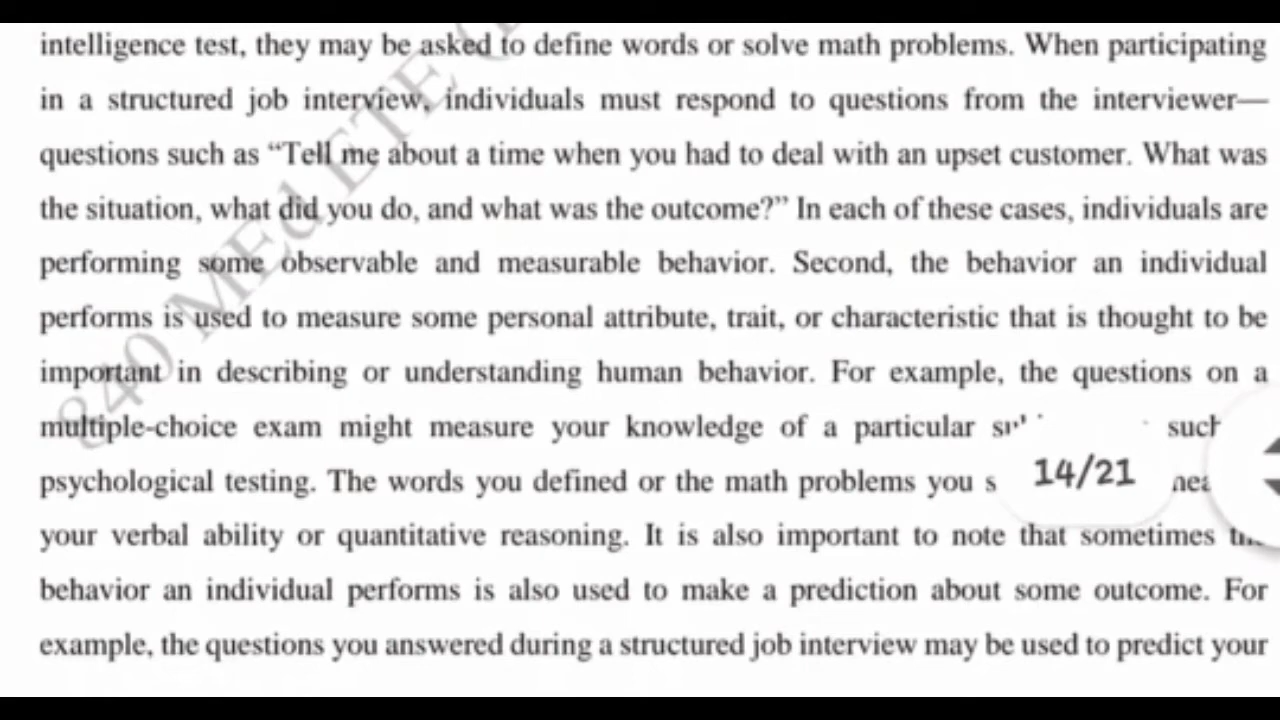 intelligence test, they may be asked to define words or solve math problems. When participating
in a structured job interview, individuals must respond to questions from the interviewer—
questions such as “Tell me about a time when you had to deal with an upset customer. What was
the situation, what did you do, and what was the outcome?” In each of these cases, individuals are
performing some observable and measurable behavior. Second, the behavior an individual
performs is used to measure some personal attribute, trait, or characteristic that is thought to be
important in describing or understanding human behavior. For example, the questions on a
multiple-choice exam might measure your knowledge of a particular
psychological testing. The words you defined or the math problems you
14/21
your verbal ability or quantitative reasoning. It is also important to note that sometimes
behavior an individual performs is also used to make a prediction about some outcome. For
example, the questions you answered during a structured job interview may be used to predict your
840 MEd ETE